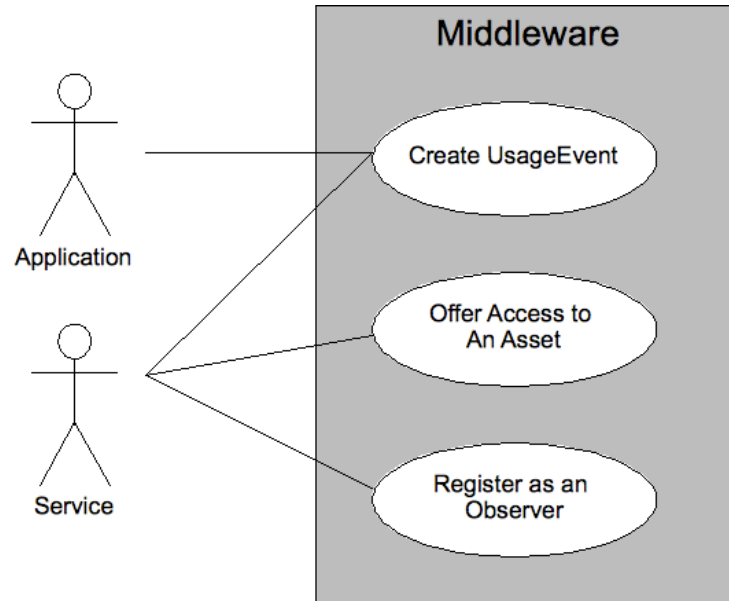 Middleware
Create UsageEvent
Application
Offer Access to
An Asset
Service
Register as an
Observer